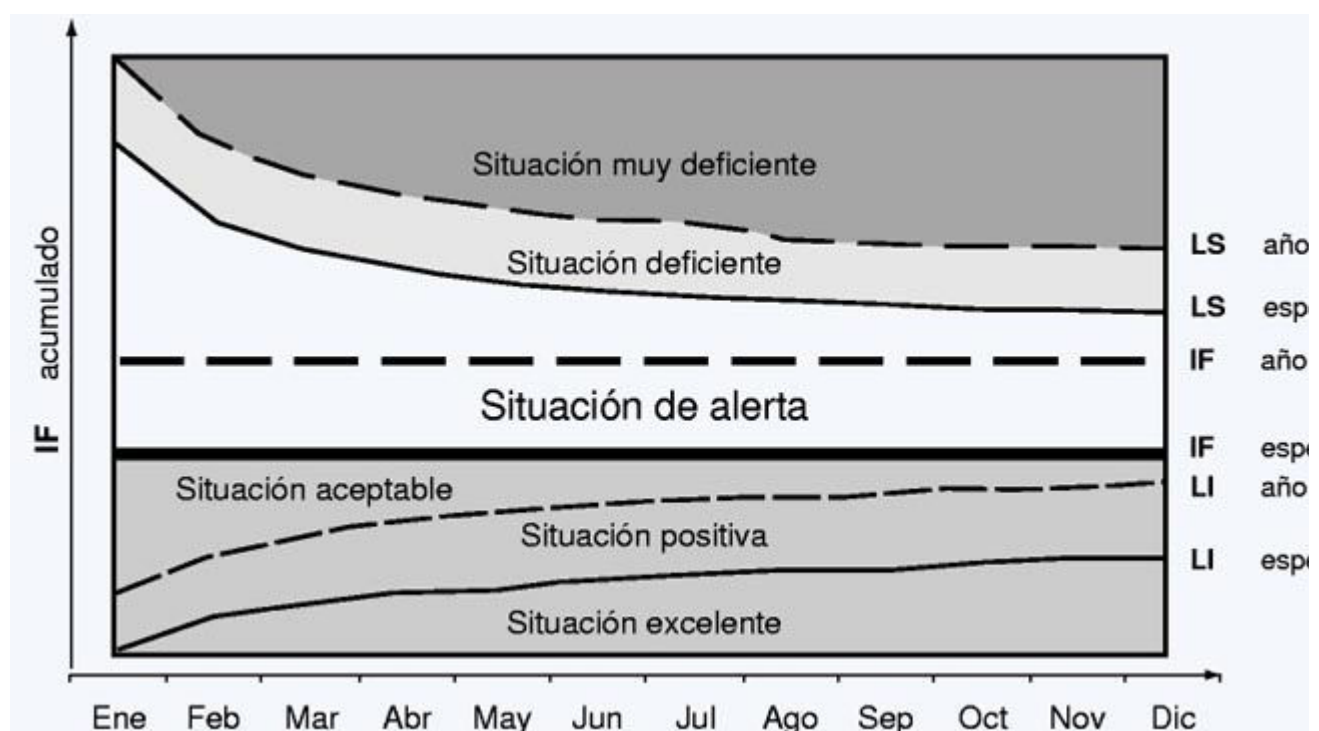 Situación muy deficiente
Situación deficiente
Situación de alerta
Situación aceptable
Situación positiva
Situación excelente
IF acumulado
LS año
LS esp
IF año
IF espe
LI año
LI espe
Ene Feb Mar Abr May Jun Jul Ago Sep Oct Nov Dic